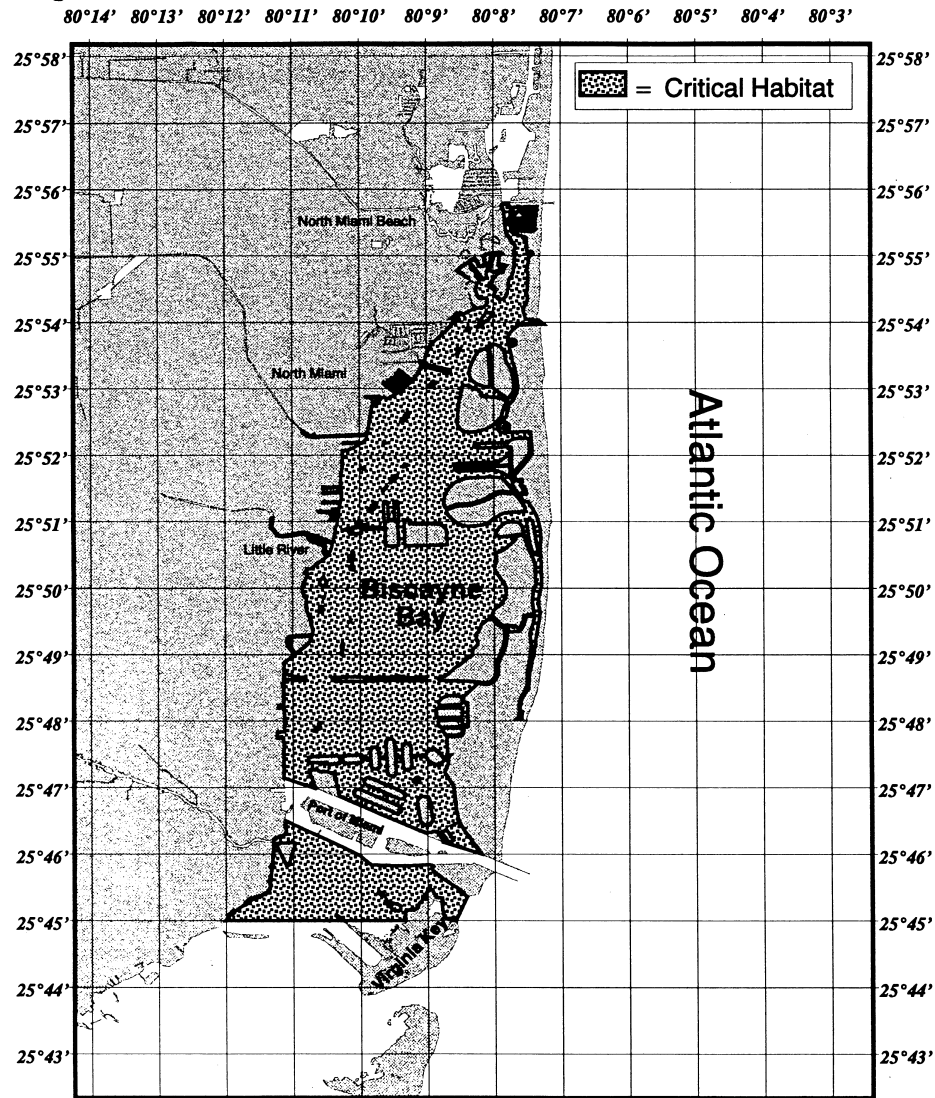 80°14' 80°13' 80°12' 80°11' 80°10' 80°9' 80°8' 80°7' 80°6' 80°5' 80°4' 80°3'
25°58' 25°58'
= Critical Habitat
25°57' 25°57'
25°56' 25°56'
North Miami Beach
25°55' 25°55'
25°54' 25°54'
North Miami
25°53' 25°53'
Atlantic Ocean
25°52' 25°52'
25°51' 25°51'
Little River
25°50' 25°50'
Biscayne
Bay
25°49' 25°49'
25°48' 25°48'
25°47' 25°47'
Port of Miami
25°46' 25°46'
25°45' 25°45'
Virginia Key
25°44' 25°44'
25°43' 25°43'